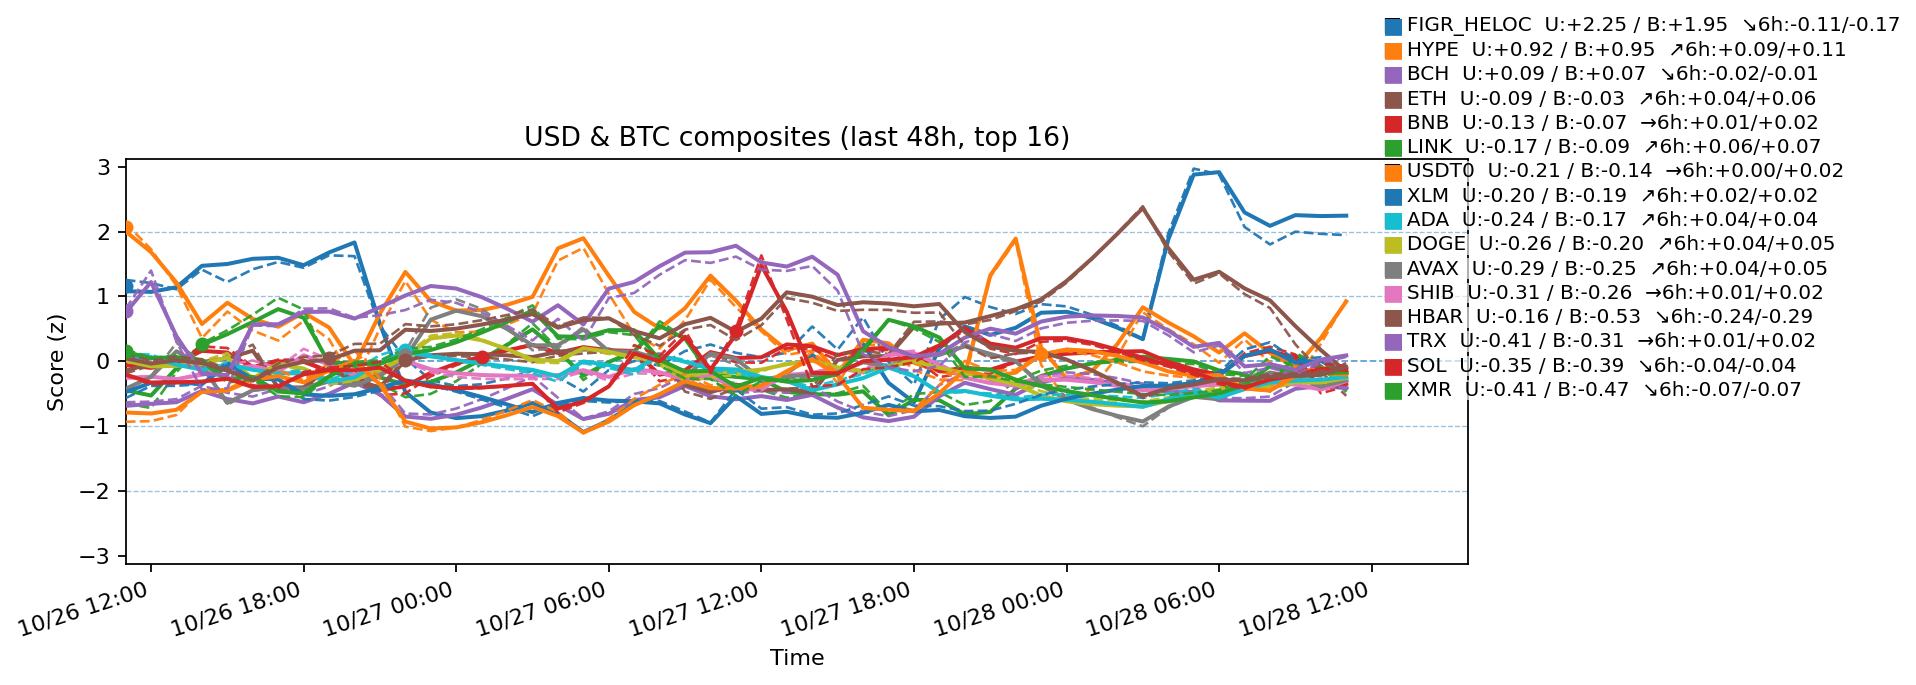 FIGR_HELOC U:+2.25 / B:+1.95 ↘6h:-0.11/-0.17
HYPE U:+0.92 / B:+0.95 ↗6h:+0.09/+0.11
BCH U:+0.09 / B:+0.07 ↘6h:-0.02/-0.01
ETH U:-0.09 / B:-0.03 ↗6h:+0.04/+0.06
BNB U:-0.13 / B:-0.07 →6h:+0.01/+0.02
LINK U:-0.17 / B:-0.09 ↗6h:+0.06/+0.07
USDT0 U:-0.21 / B:-0.14 →6h:+0.00/+0.02
XLM U:-0.20 / B:-0.19 ↗6h:+0.02/+0.02
ADA U:-0.24 / B:-0.17 ↗6h:+0.04/+0.04
DOGE U:-0.26 / B:-0.20 ↗6h:+0.04/+0.05
AVAX U:-0.29 / B:-0.25 ↗6h:+0.04/+0.05
SHIB U:-0.31 / B:-0.26 →6h:+0.01/+0.02
HBAR U:-0.16 / B:-0.53 ↘6h:-0.24/-0.29
TRX U:-0.41 / B:-0.31 →6h:+0.01/+0.02
SOL U:-0.35 / B:-0.39 ↘6h:-0.04/-0.04
XMR U:-0.41 / B:-0.47 ↘6h:-0.07/-0.07
USD & BTC composites (last 48h, top 16)
Score (z)
3
2
1
0
−1
−2
−3
10/26 12:00
10/26 18:00
10/27 00:00
10/27 06:00
10/27 12:00
10/27 18:00
10/28 00:00
10/28 06:00
10/28 12:00
Time